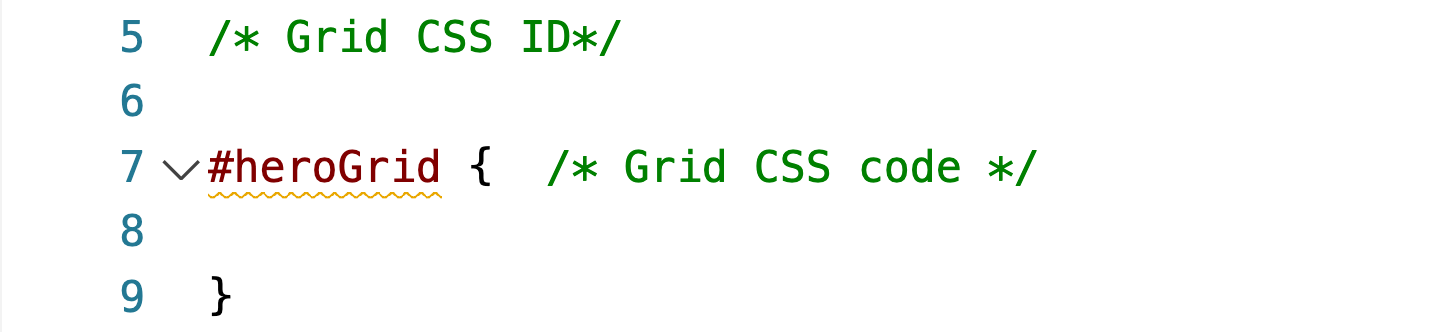 5 /* Grid CSS ID*/
6
7 #heroGrid {  /* Grid CSS code */
8
9 }